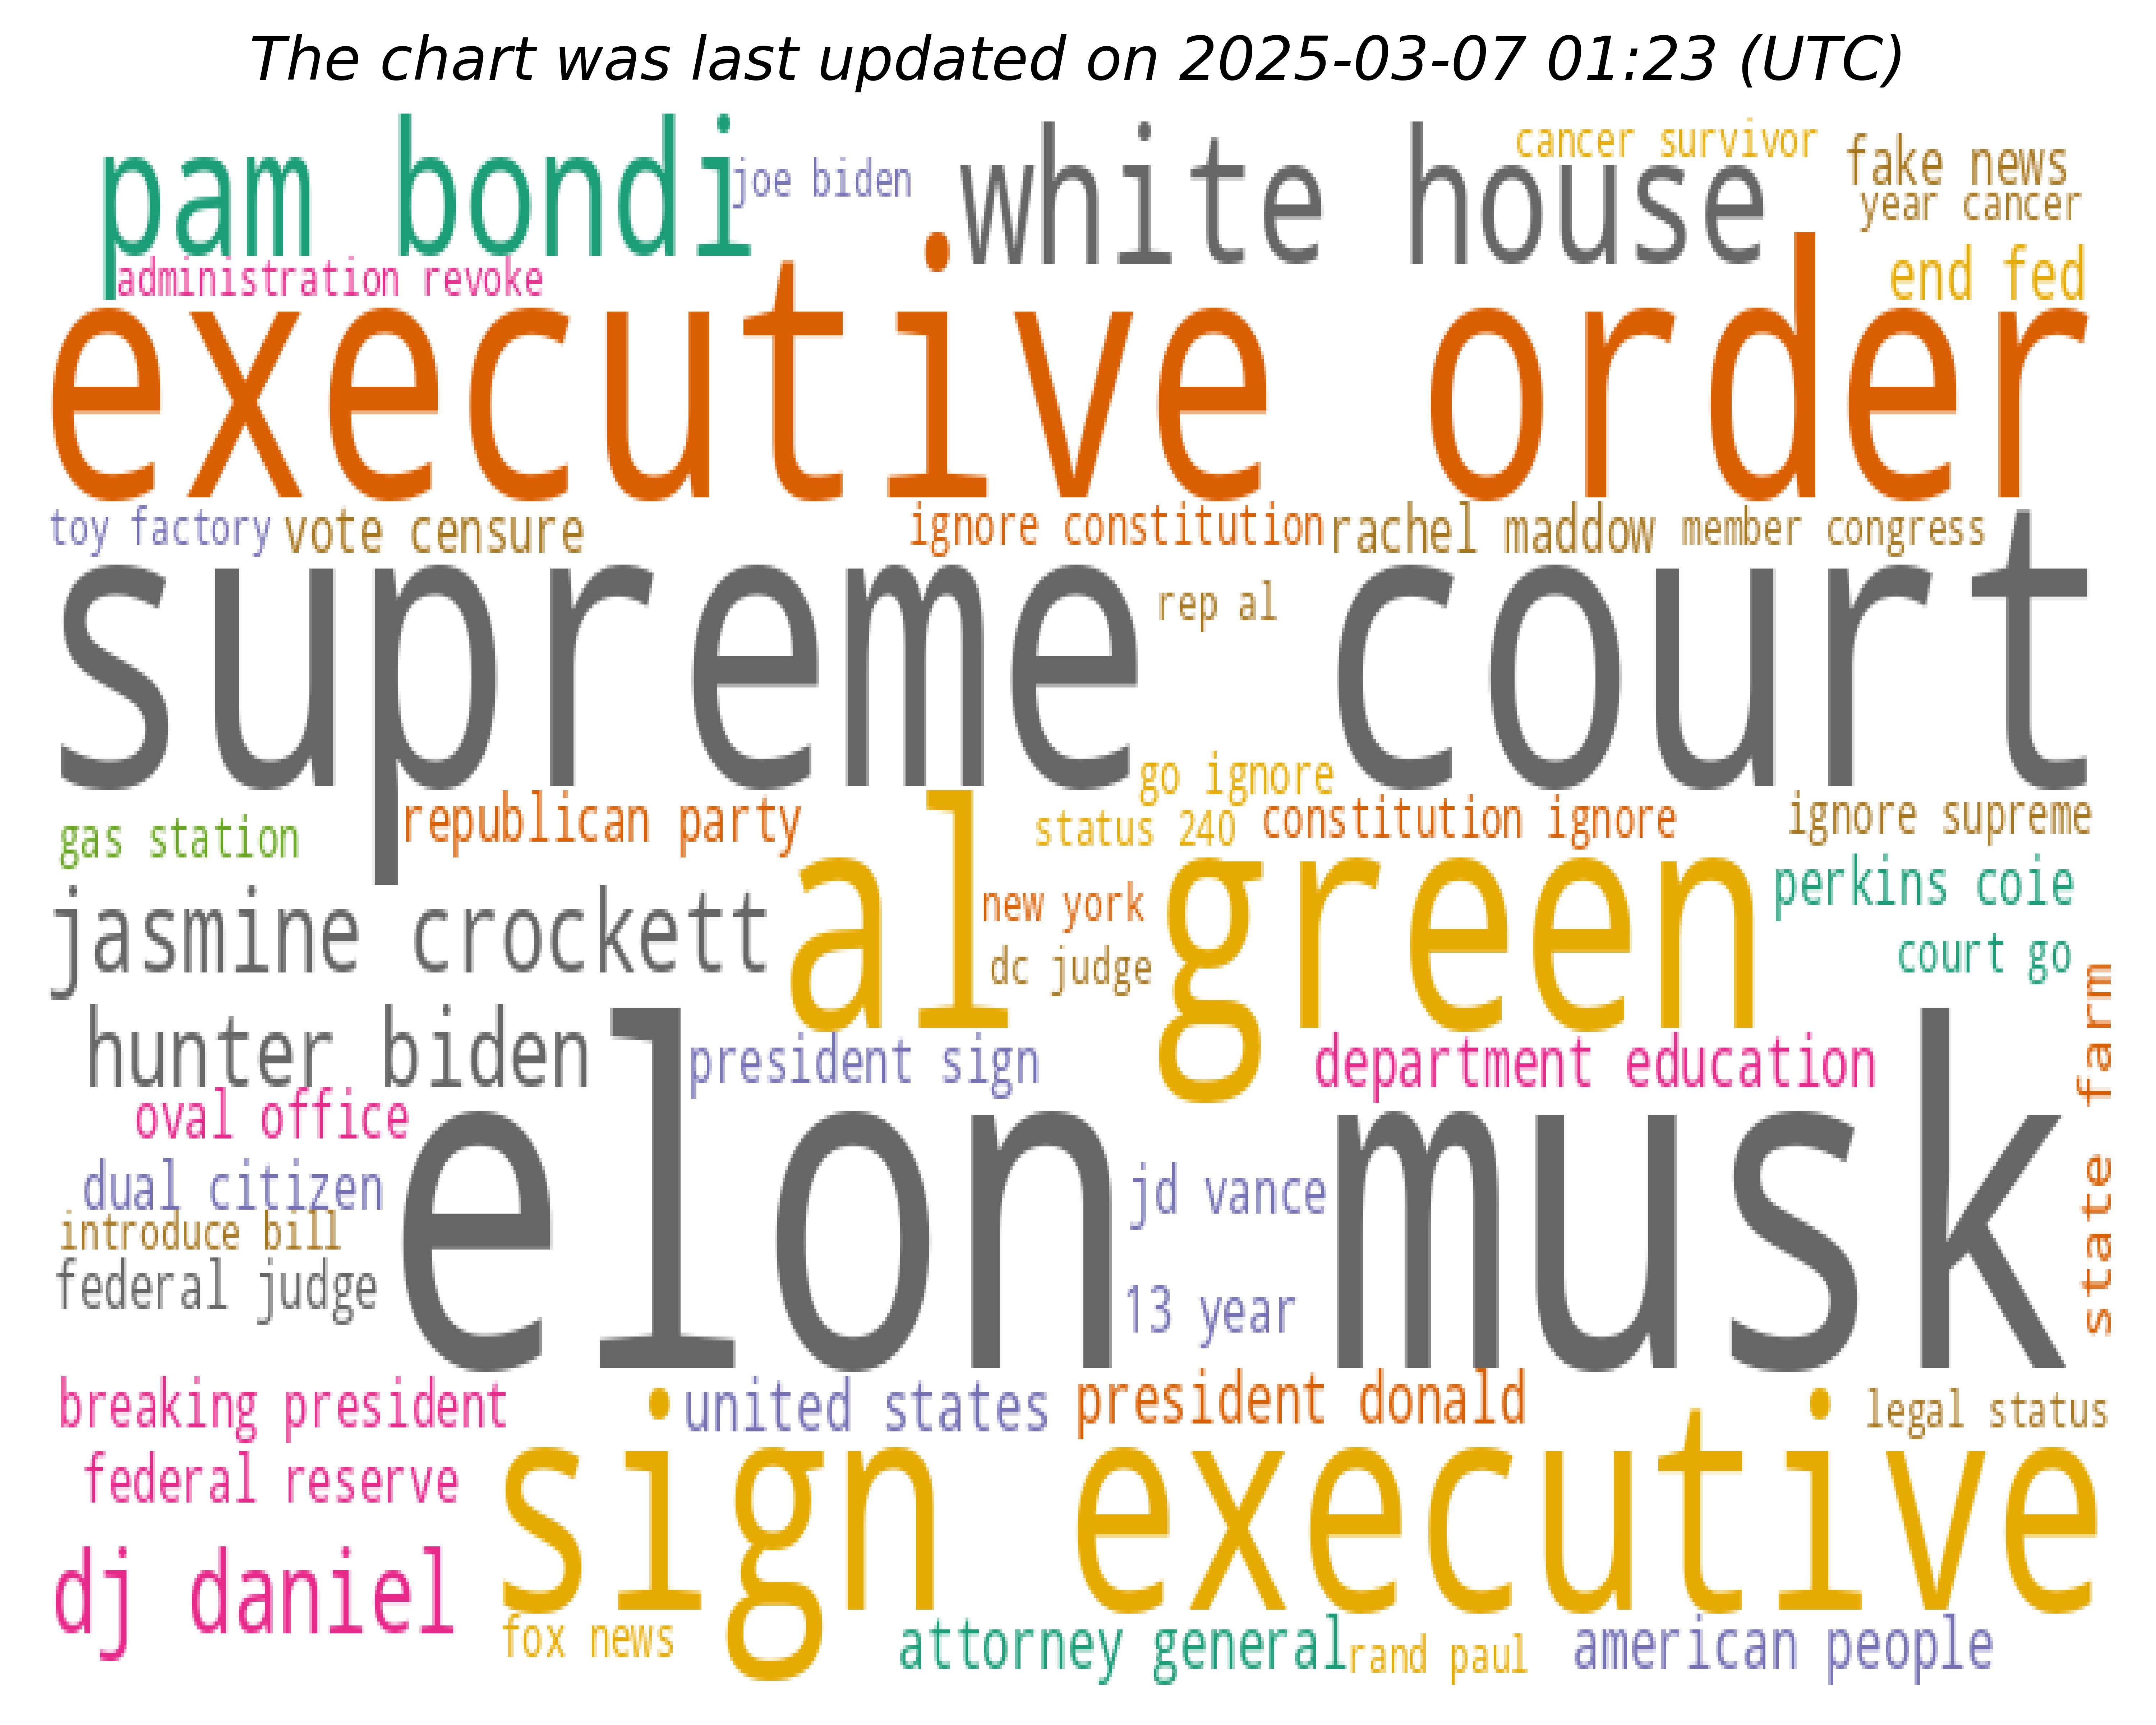 The chart was last updated on 2025-03-07 01:23 (UTC)
pam bondi
joe biden
white house
cancer survivor
fake news
year cancer
administration revoke
end fed
executive order
toy factory
vote censure
ignore constitution
rachel maddow
member congress
supreme court
rep al
go ignore
gas station
republican party
status 240
constitution ignore
ignore supreme
al green
jasmine crockett
new york
perkins coie
dc judge
court go
state farm
hunter biden
president sign
department education
oval office
elon musk
dual citizen
jd vance
introduce bill
federal judge
13 year
breaking president
united states
president donald
legal status
federal reserve
sign executive
dj daniel
fox news
attorney general
rand paul
american people